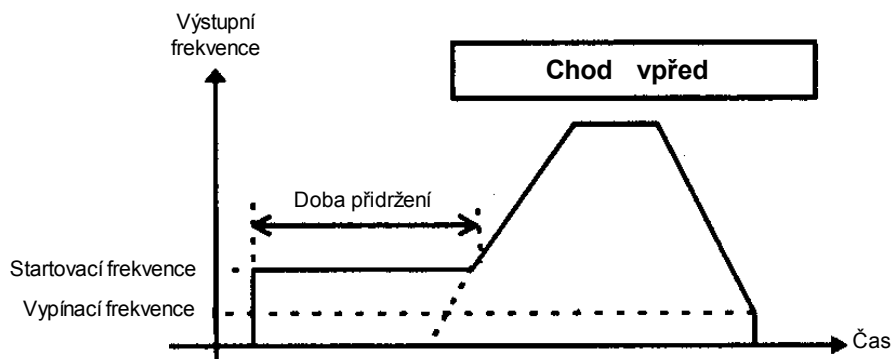 Výstupní
frekvence
Chod vpřed
Doba přidržení
Startovací frekvence
Vypínací frekvence
Čas